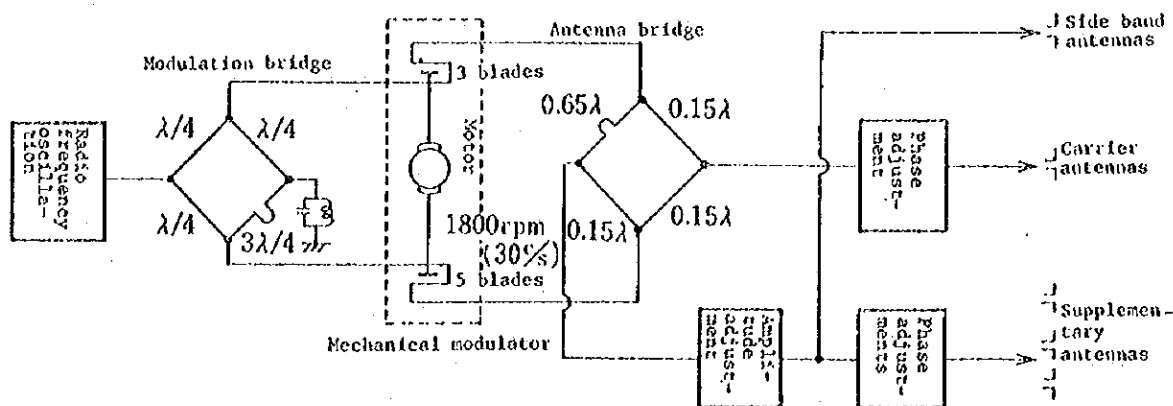 Side band
antennas
Antenna bridge
Modulation bridge
3 blades
0.65λ
0.15λ
λ/4
λ/4
Radio
frequency
oscilla-
tion
Motor
Phase
adjust-
ment
Carrier
antennas
λ/4
3λ/4
1800rpm
(30c/s)
0.15λ
0.15λ
5 blades
Mechanical modulator
Ampli-
tude
adjust-
ment
Phase
adjust-
ments
Supplemen-
tary
antennas